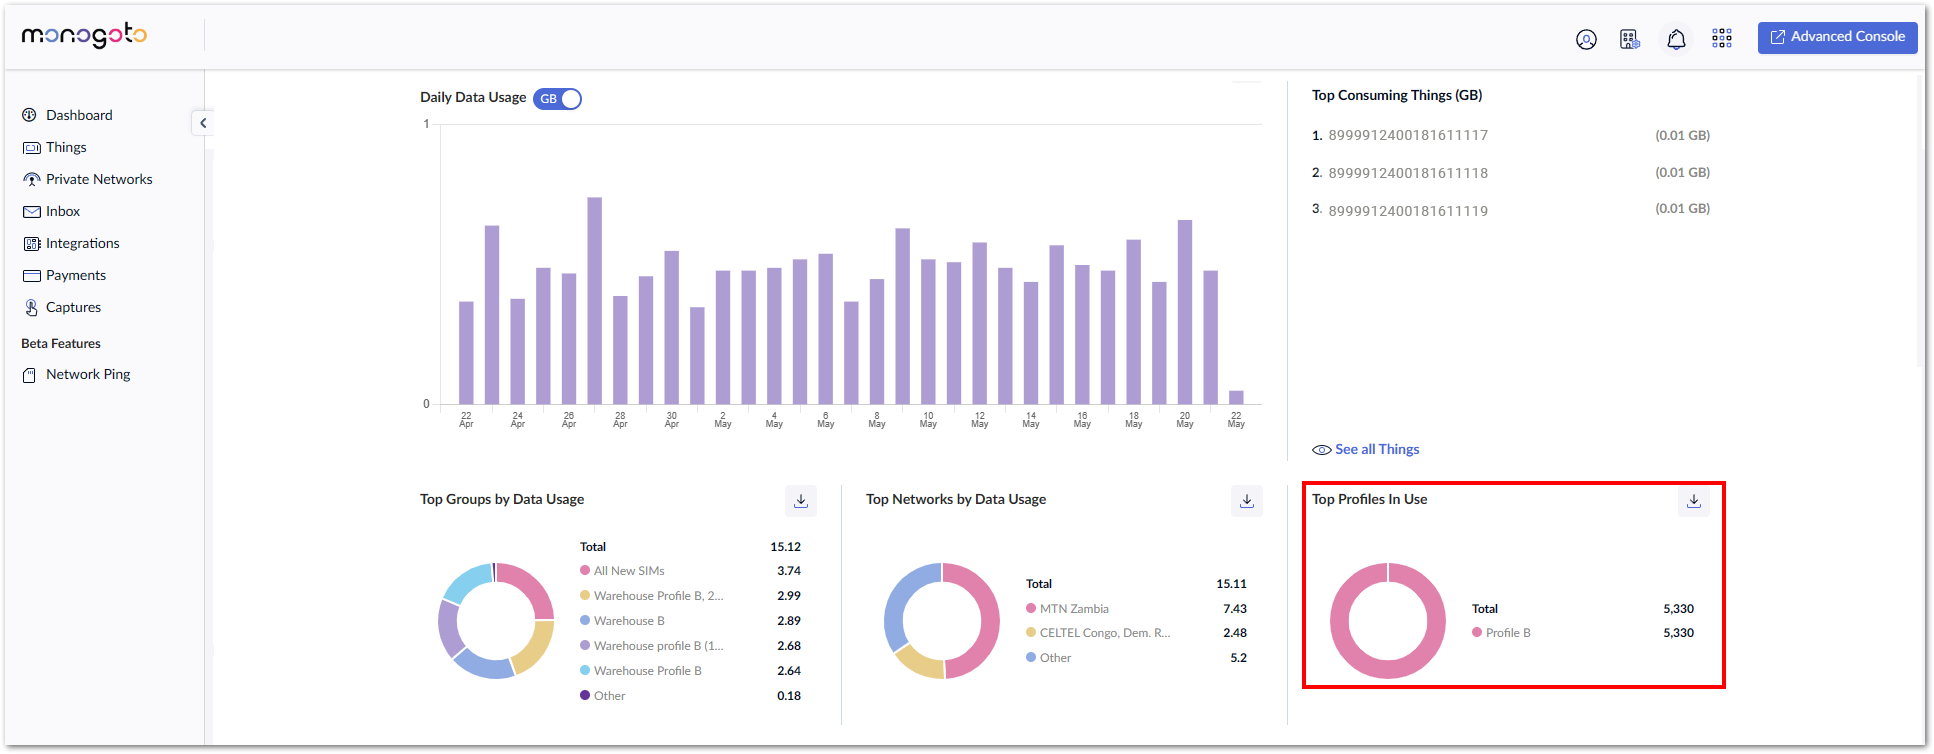 monogoto
Advanced Console
Dashboard
Things
Private Networks
Inbox
Integrations
Payments
Captures
Beta Features
Network Ping
Daily Data Usage GB
1
0
22 Apr 24 Apr 26 Apr 28 Apr 30 Apr 2 May 4 May 6 May 8 May 10 May 12 May 14 May 16 May 18 May 20 May 22 May
Top Consuming Things (GB)
1. 8999912400181611117 (0.01 GB)
2. 8999912400181611118 (0.01 GB)
3. 8999912400181611119 (0.01 GB)
See all Things
Top Groups by Data Usage
Total 15.12
All New SIMs 3.74
Warehouse Profile B, 2... 2.99
Warehouse B 2.89
Warehouse profile B (1... 2.68
Warehouse Profile B 2.64
Other 0.18
Top Networks by Data Usage
Total 15.11
MTN Zambia 7.43
CELTEL Congo, Dem. R... 2.48
Other 5.2
Top Profiles In Use
Total 5,330
Profile B 5,330